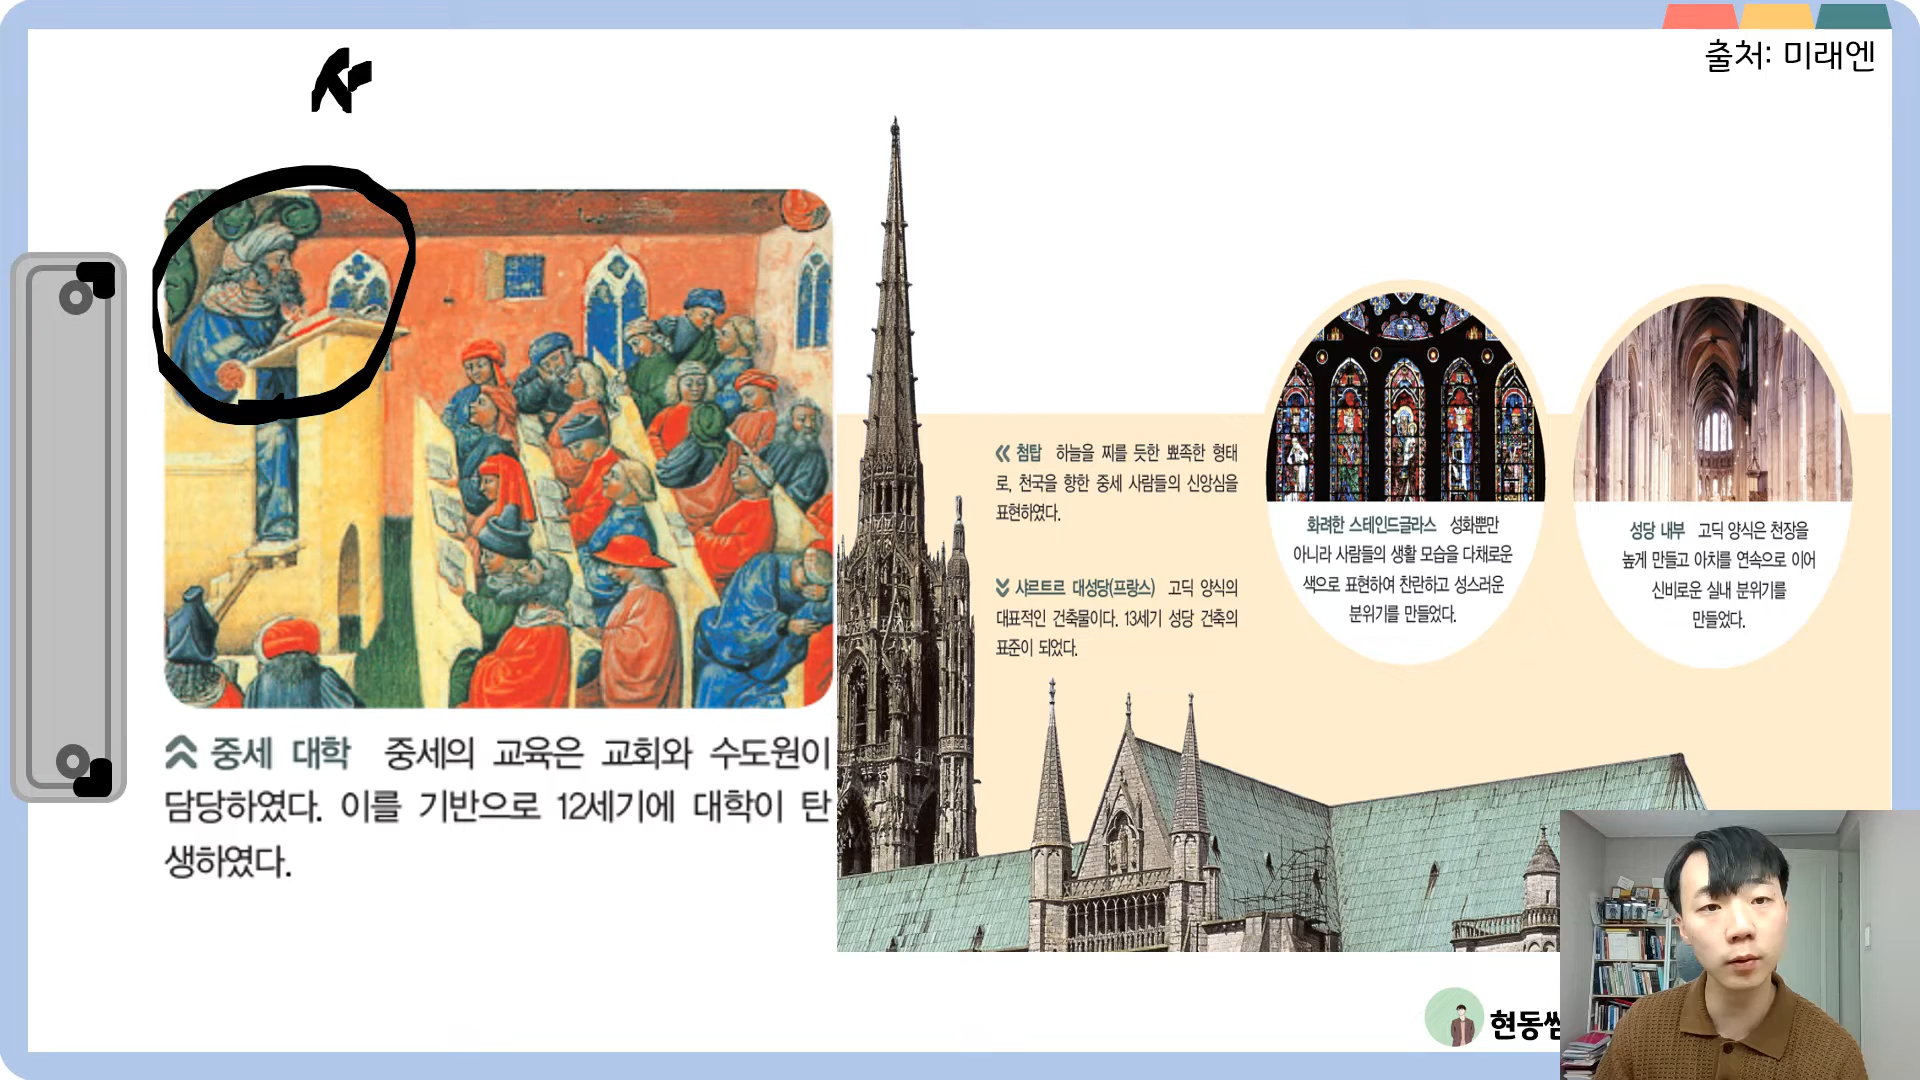 출처: 미래엔
중세 대학 중세의 교육은 교회와 수도원이
담당하였다. 이를 기반으로 12세기에 대학이 탄
생하였다.
첨탑 하늘을 찌를 듯한 뾰족한 형태
로, 천국을 향한 중세 사람들의 신앙심을
표현하였다.
샤르트르 대성당(프랑스) 고딕 양식의
대표적인 건축물이다. 13세기 성당 건축의
표준이 되었다.
화려한 스테인드글라스 성화뿐만
아니라 사람들의 생활 모습을 다채로운
색으로 표현하여 찬란하고 성스러운
분위기를 만들었다.
성당 내부 고딕 양식은 천장을
높게 만들고 아치를 연속으로 이어
신비로운 실내 분위기를
만들었다.
현동쌤